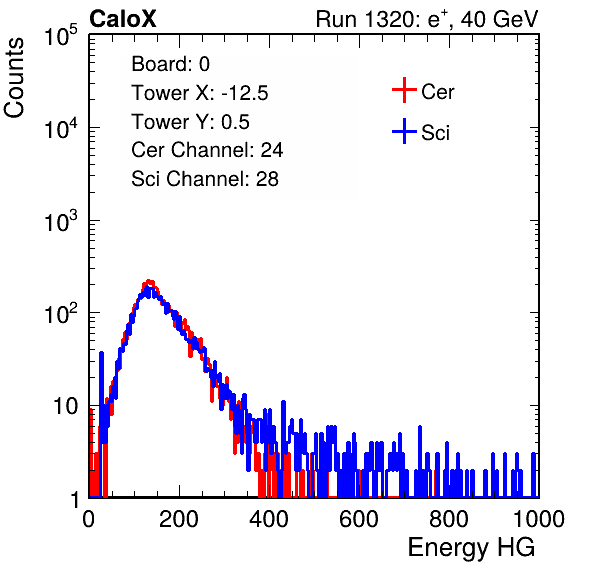 CaloX Run 1320: e⁺, 40 GeV
Counts
Board: 0
Tower X: -12.5
Tower Y: 0.5
Cer Channel: 24
Sci Channel: 28
Cer
Sci
10⁵
10⁴
10³
10²
10
1
0 200 400 600 800 1000
Energy HG